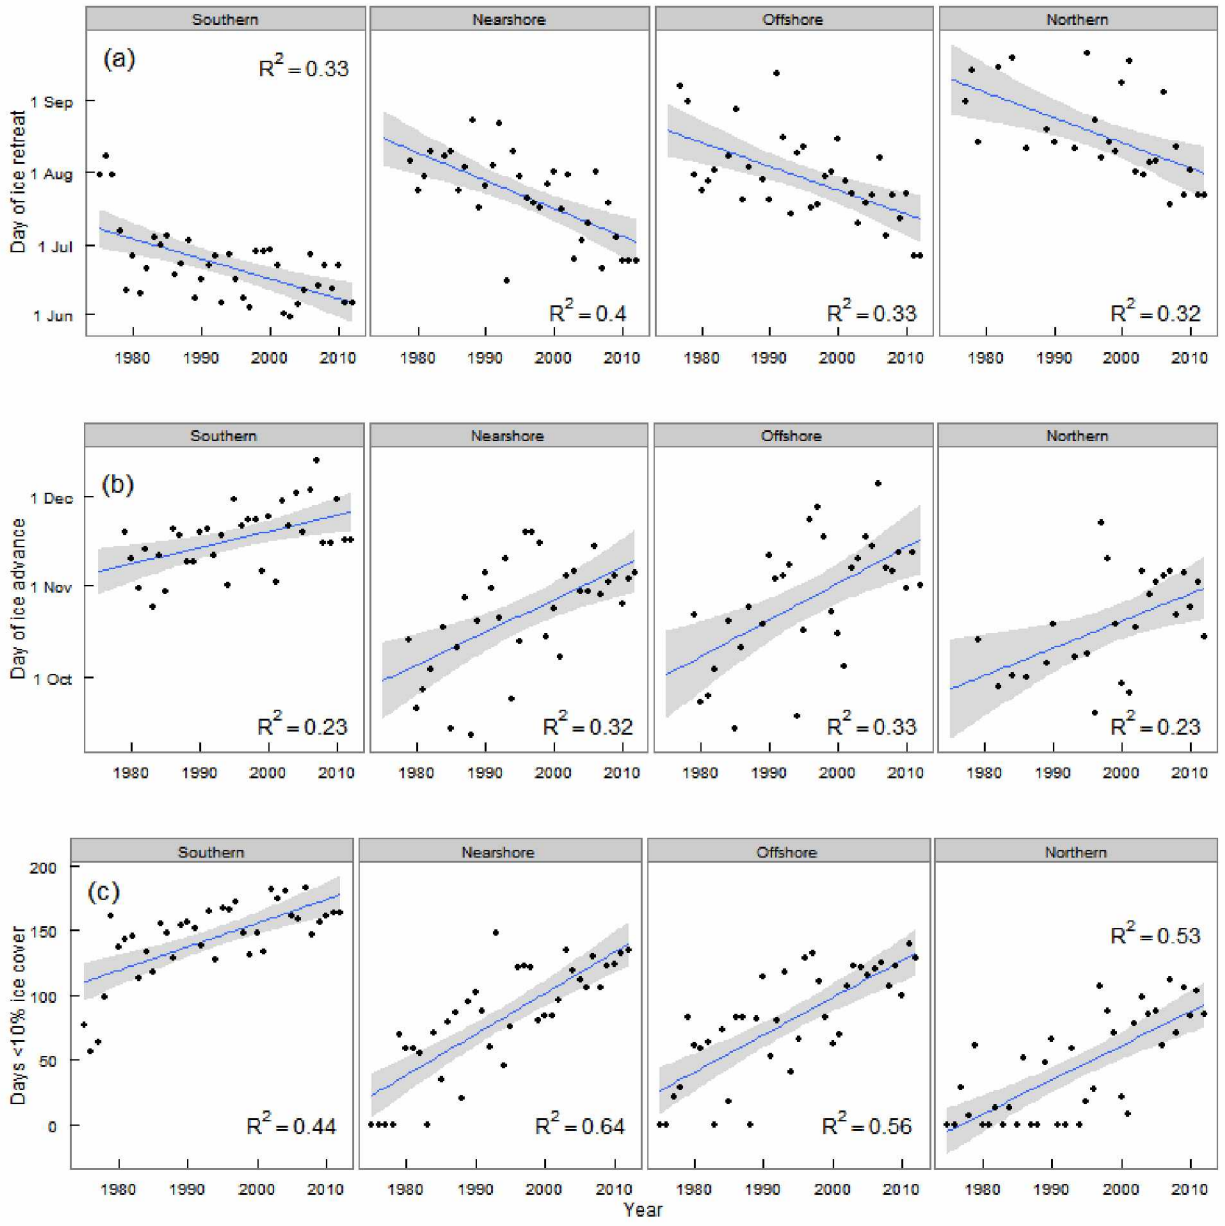 Southern Nearshore Offshore Northern
(a)
R² = 0.33
R² = 0.4
R² = 0.33
R² = 0.32
Day of ice retreat
1 Sep
1 Aug
1 Jul
1 Jun
1980 1990 2000 2010 1980 1990 2000 2010 1980 1990 2000 2010 1980 1990 2000 2010
Southern Nearshore Offshore Northern
(b)
R² = 0.23
R² = 0.32
R² = 0.33
R² = 0.23
Day of ice advance
1 Dec
1 Nov
1 Oct
1980 1990 2000 2010 1980 1990 2000 2010 1980 1990 2000 2010 1980 1990 2000 2010
Southern Nearshore Offshore Northern
(c)
R² = 0.44
R² = 0.64
R² = 0.56
R² = 0.53
Days <10% ice cover
200
150
100
50
0
1980 1990 2000 2010 1980 1990 2000 2010 1980 1990 2000 2010 1980 1990 2000 2010
Year